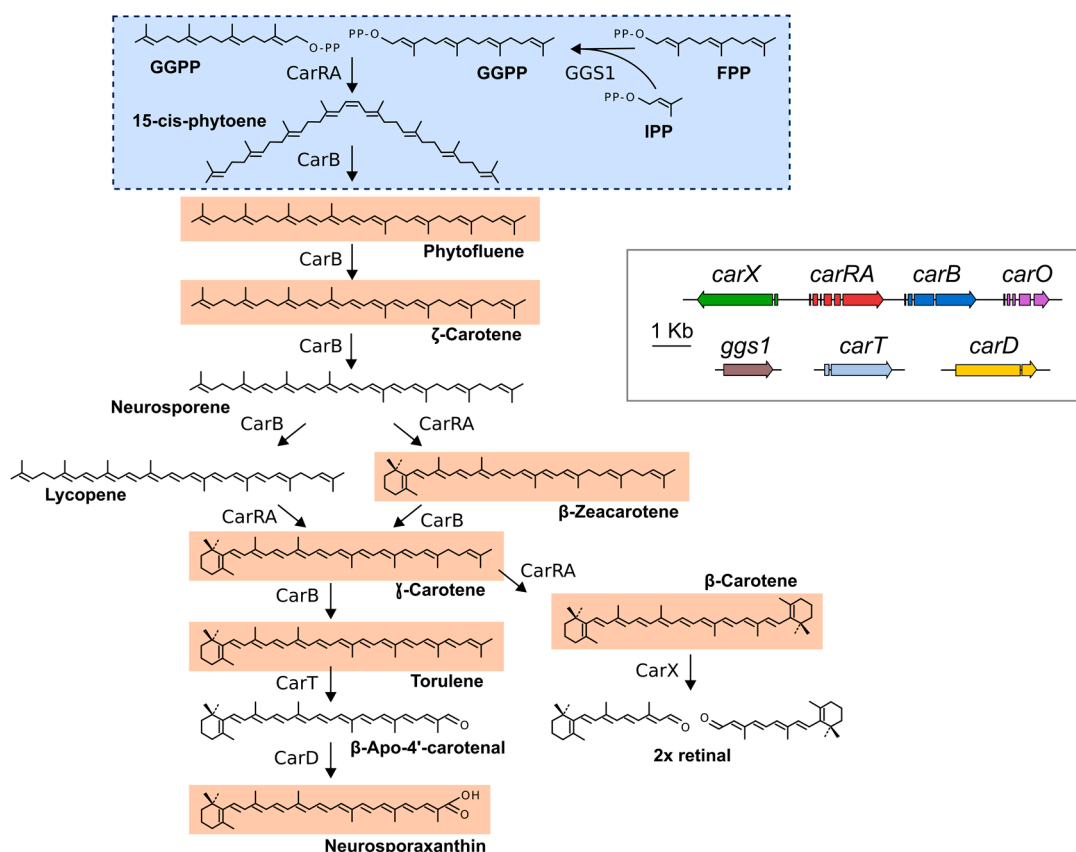 PP-O
PP-O
O-PP
GGPP
CarRA
GGPP
GGS1
FPP
PP-O
15-cis-phytoene
IPP
CarB
Phytofluene
CarB
ζ-Carotene
CarB
Neurosporene
CarB
CarRA
Lycopene
β-Zeacarotene
CarRA
CarB
ɣ-Carotene
CarRA
CarB
β-Carotene
Torulene
CarT
CarX
O
O
O
β-Apo-4'-carotenal
2x retinal
CarD
OH
O
Neurosporaxanthin
carX carRA carB carO
1 Kb
ggs1 carT carD